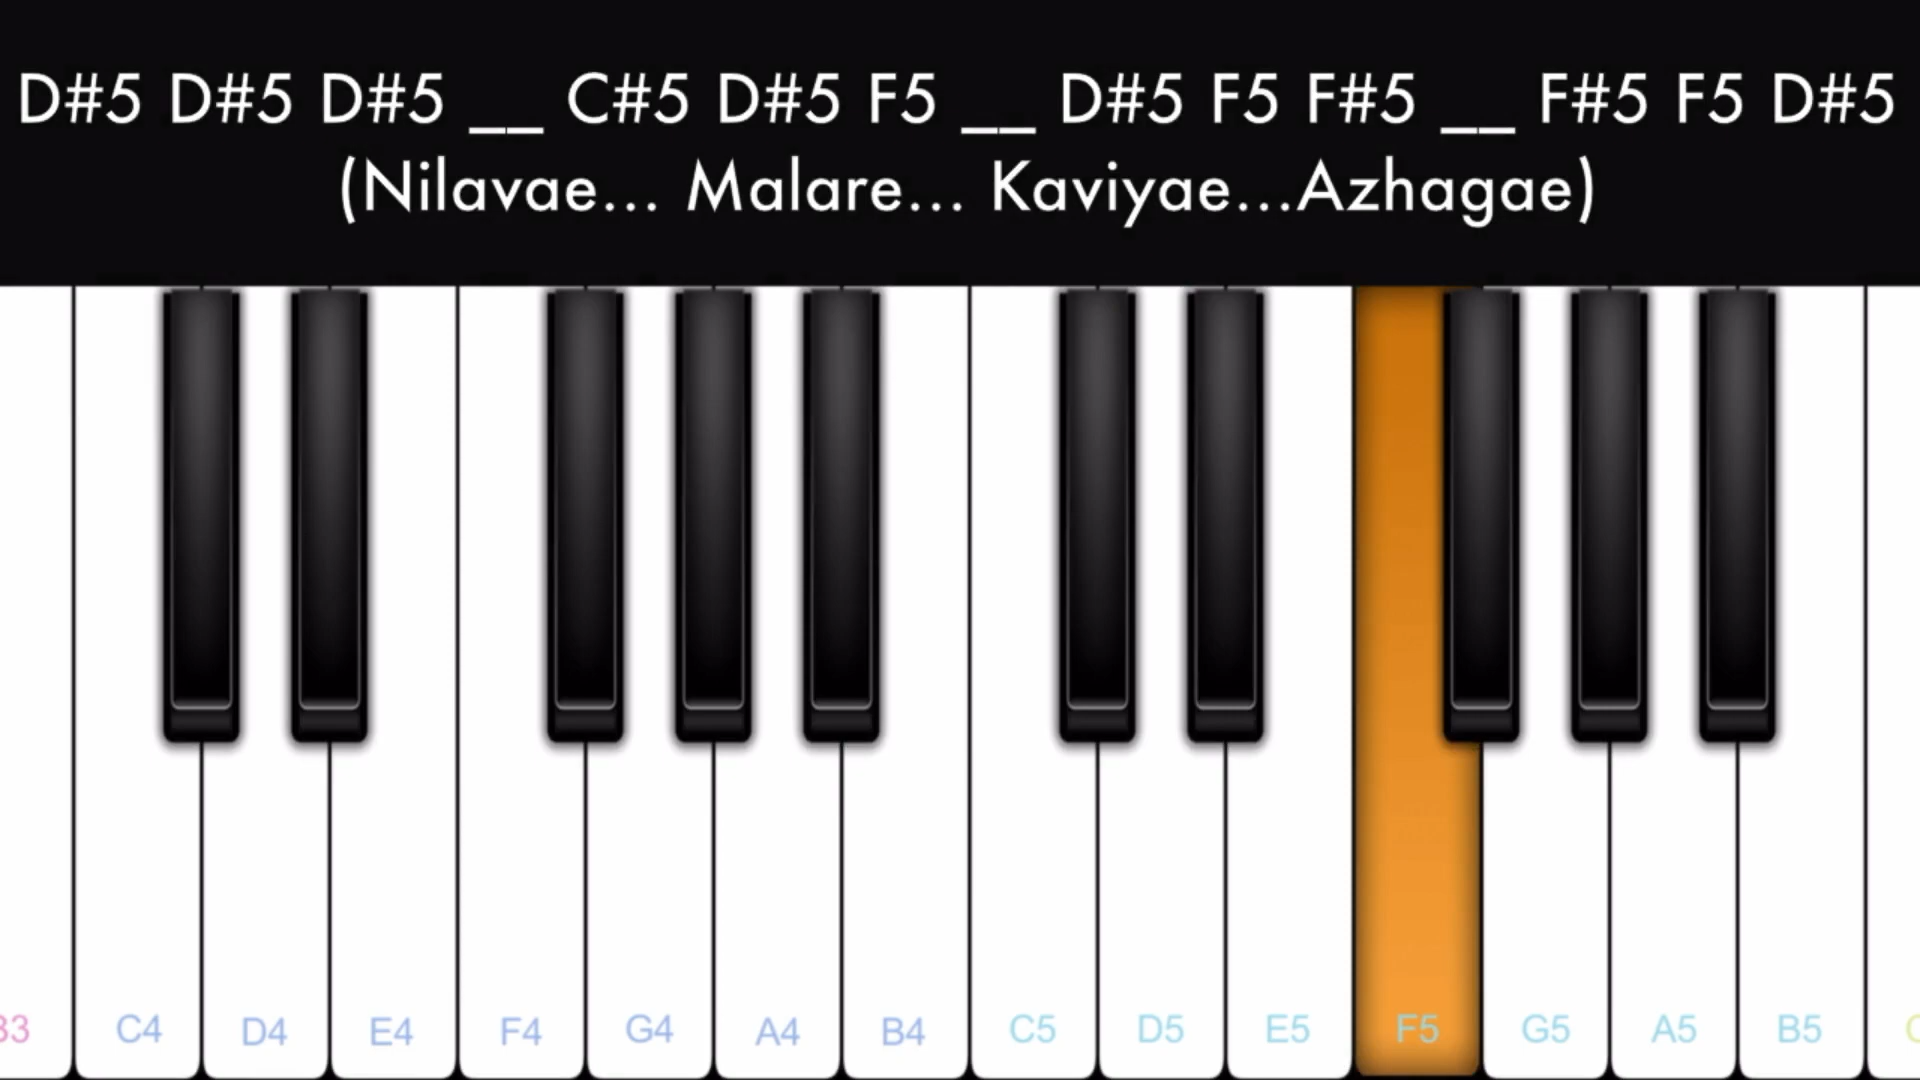 D#5 D#5 D#5 __ C#5 D#5 F5 __ D#5 F5 F#5 __ F#5 F5 D#5
(Nilavae... Malare... Kaviyae...Azhagae)
B3 C4 D4 E4 F4 G4 A4 B4 C5 D5 E5 F5 G5 A5 B5